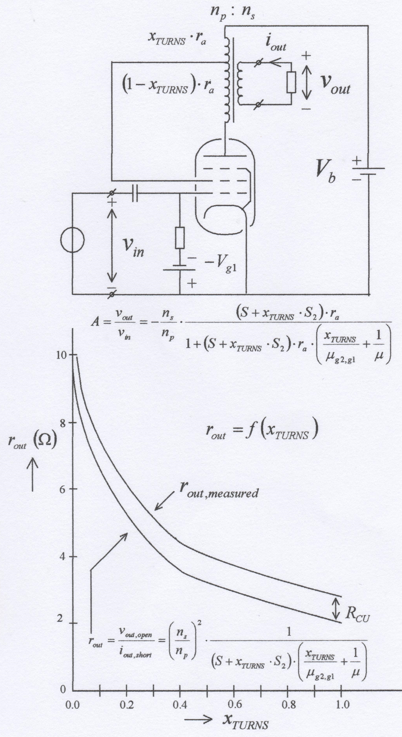 n_p : n_s
x_TURNS · r_a
i_out
+
(1 − x_TURNS) · r_a
v_out
−
V_b
+
−
+
v_in
−
−
−V_g1
+
A = v_out / v_in = − n_s / n_p · (S + x_TURNS · S_2) · r_a / 1 + (S + x_TURNS · S_2) · r_a · (x_TURNS / μ_g2,g1 + 1 / μ)
10
r_out (Ω)
r_out = f (x_TURNS)
8
r_out,measured
6
4
R_CU
2
r_out = v_out,open / i_out,short = (n_s / n_p)^2 · 1 / (S + x_TURNS · S_2) · (x_TURNS / μ_g2,g1 + 1 / μ)
0
0.0 0.2 0.4 0.6 0.8 1.0
x_TURNS